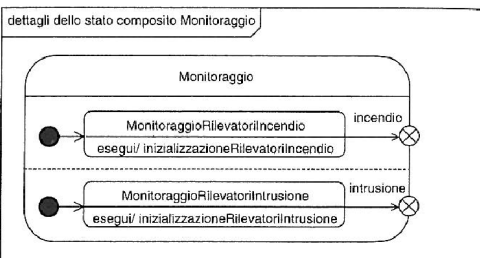 dettagli dello stato composito Monitoraggio
Monitoraggio
incendio
MonitoraggioRilevatoriIncendio
esegui/ inizializzazioneRilevatoriIncendio
intrusione
MonitoraggioRilevatoriIntrusione
esegui/ inizializzazioneRilevatoriIntrusione